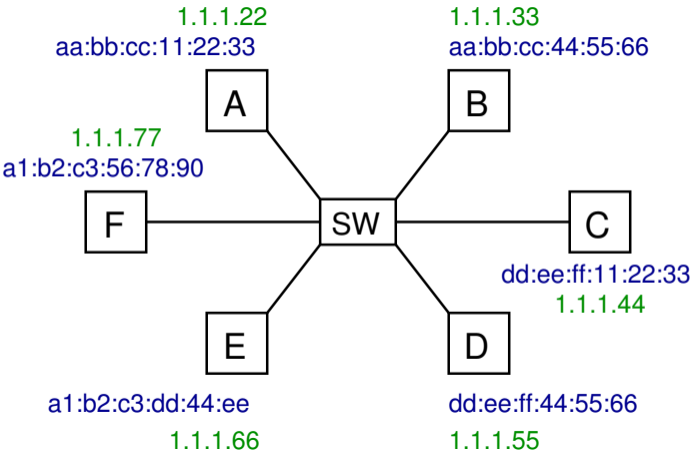 1.1.1.22
aa:bb:cc:11:22:33
1.1.1.33
aa:bb:cc:44:55:66
A
B
1.1.1.77
a1:b2:c3:56:78:90
F
SW
C
dd:ee:ff:11:22:33
1.1.1.44
E
D
a1:b2:c3:dd:44:ee
1.1.1.66
dd:ee:ff:44:55:66
1.1.1.55